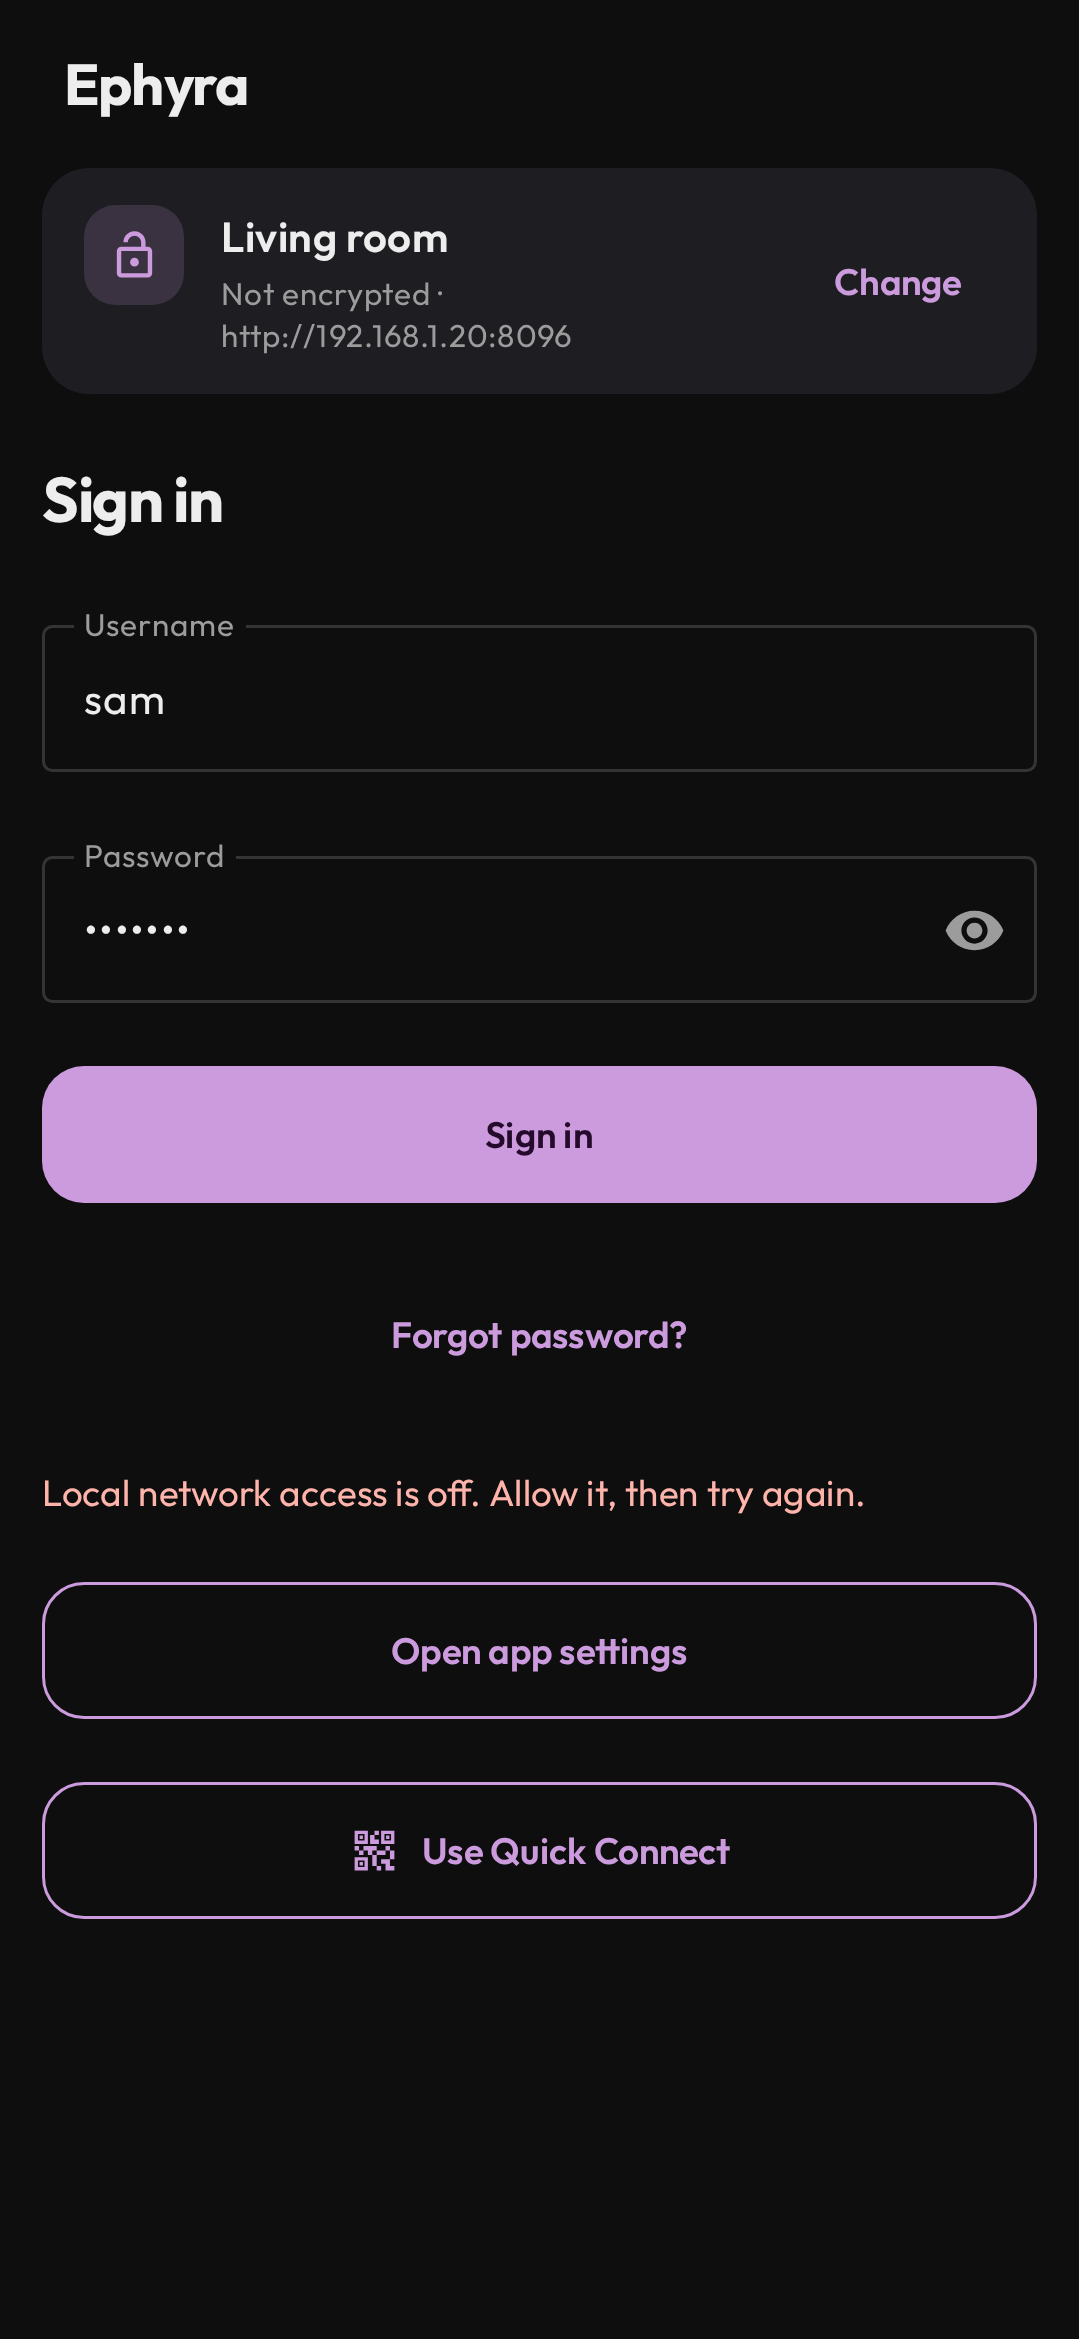 Ephyra
Living room
Not encrypted ·
http://192.168.1.20:8096
Change
Sign in
Username
sam
Password
•••••••
Sign in
Forgot password?
Local network access is off. Allow it, then try again.
Open app settings
Use Quick Connect